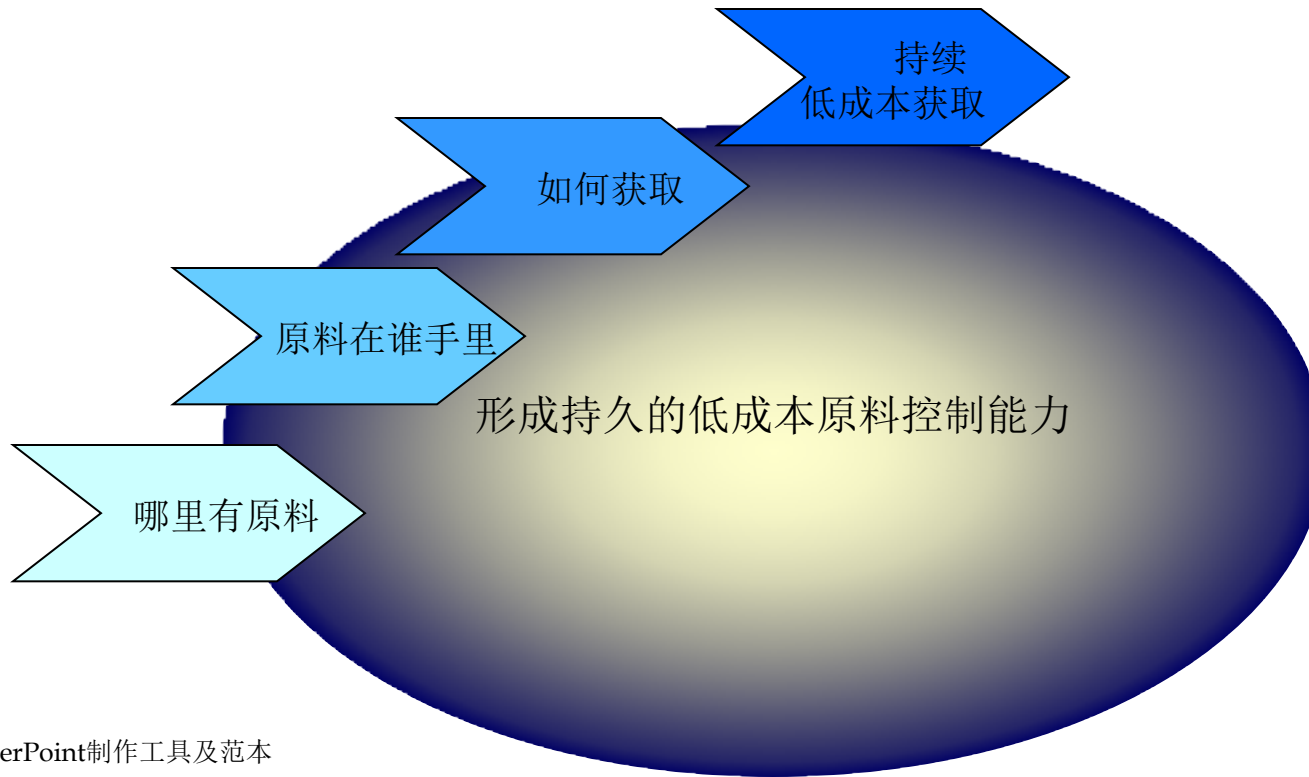 持续
低成本获取
如何获取
原料在谁手里
形成持久的低成本原料控制能力
哪里有原料
erPoint制作工具及范本